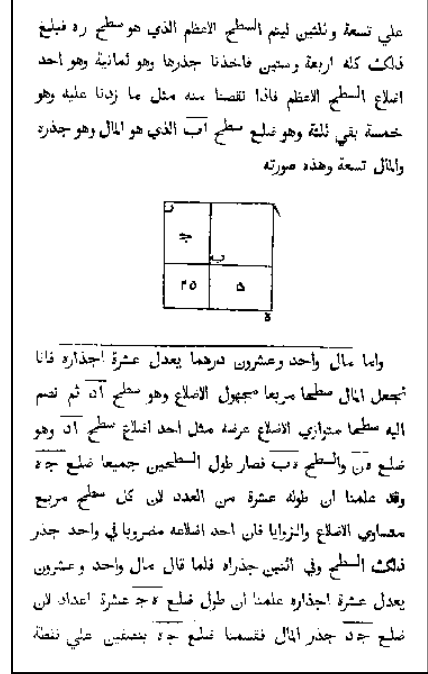 علي تسعة وثلثين ليتم السطح الاعظم الذي هو سطح ره فبلغ
ذلك كله اربعة وستين فاخذنا جذرها وهو ثمانية وهو احد
اضلاع السطح الاعظم فاذا نقصنا منه مثل ما زدنا عليه وهو
خمسة بقي ثلثة وهو ضلع سطح اب الذي هو المال وهو جذره
والمال تسعة وهذه صورته
ج
ب
٢٥
ه
واما مال واحد وعشرون درهما يعدل عشرة اجذاره فانا
نجعل المال سطحا مربعا مجهول الاضلاع وهو سطح اد ثم نضم
اليه سطحا متوازي الاضلاع عرضه مثل احد اضلاع سطح اد وهو
ضلع هن والسطح هب فصار طول السطحين جميعا ضلع جه
وقد علمنا ان طوله عشرة من العدد لان كل سطح مربع
متساوي الاضلاع والزوايا فان احد اضلاعه مضروبا في واحد جذر
ذلك السطح وفي اثنين جذراه فلما قال مال واحد وعشرون
يعدل عشرة اجذاره علمنا ان طول ضلع هج عشرة اعداد لان
ضلع جد جذر المال فقسمنا ضلع جه بنصفين علي نقطة